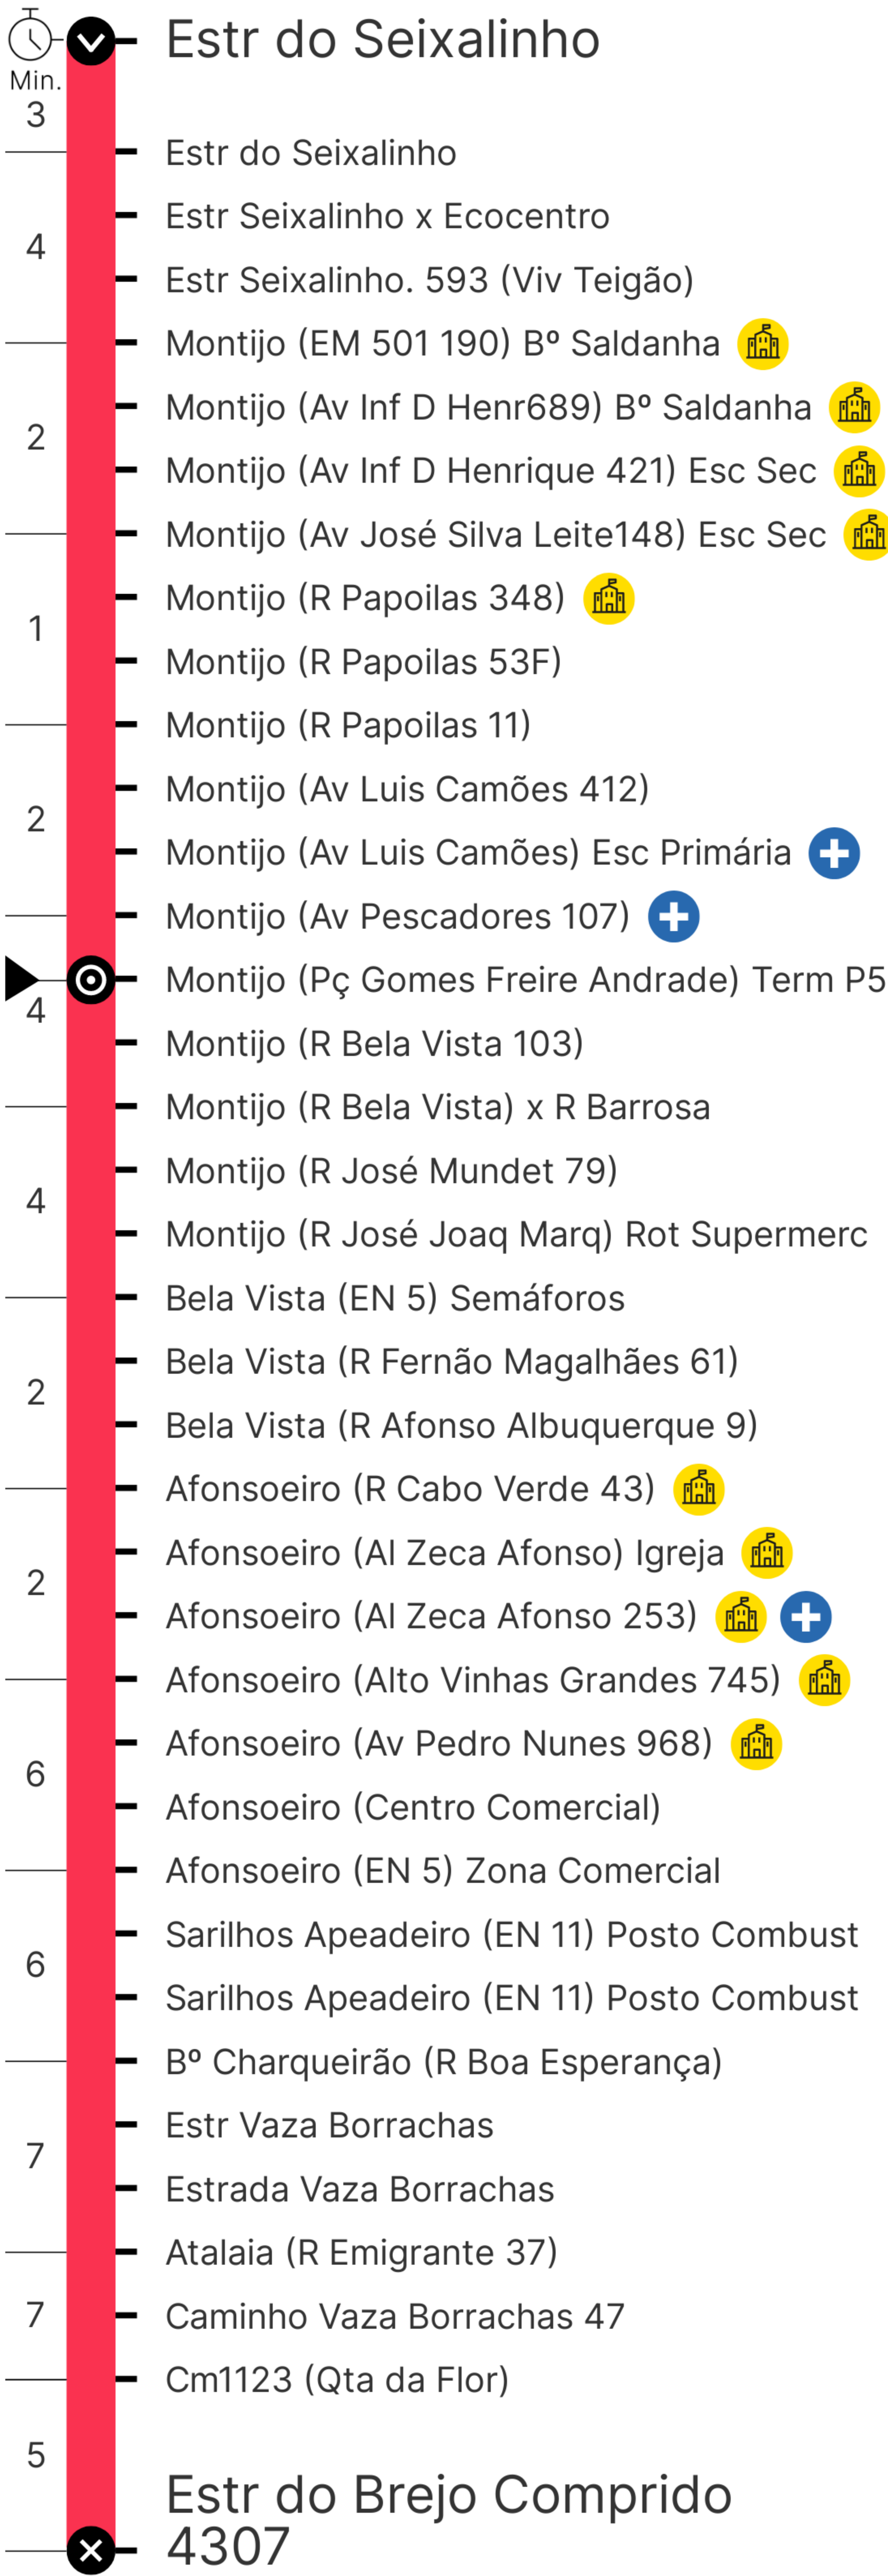 Estr do Seixalinho
Min.
3
Estr do Seixalinho
Estr Seixalinho x Ecocentro
4
Estr Seixalinho. 593 (Viv Teigão)
Montijo (EM 501 190) Bº Saldanha
Montijo (Av Inf D Henr689) Bº Saldanha
2
Montijo (Av Inf D Henrique 421) Esc Sec
Montijo (Av José Silva Leite148) Esc Sec
Montijo (R Papoilas 348)
1
Montijo (R Papoilas 53F)
Montijo (R Papoilas 11)
Montijo (Av Luis Camões 412)
2
Montijo (Av Luis Camões) Esc Primária
Montijo (Av Pescadores 107)
Montijo (Pç Gomes Freire Andrade) Term P5
4
Montijo (R Bela Vista 103)
Montijo (R Bela Vista) x R Barrosa
Montijo (R José Mundet 79)
4
Montijo (R José Joaq Marq) Rot Supermerc
Bela Vista (EN 5) Semáforos
Bela Vista (R Fernão Magalhães 61)
2
Bela Vista (R Afonso Albuquerque 9)
Afonsoeiro (R Cabo Verde 43)
Afonsoeiro (Al Zeca Afonso) Igreja
2
Afonsoeiro (Al Zeca Afonso 253)
Afonsoeiro (Alto Vinhas Grandes 745)
Afonsoeiro (Av Pedro Nunes 968)
6
Afonsoeiro (Centro Comercial)
Afonsoeiro (EN 5) Zona Comercial
Sarilhos Apeadeiro (EN 11) Posto Combust
6
Sarilhos Apeadeiro (EN 11) Posto Combust
Bº Charqueirão (R Boa Esperança)
Estr Vaza Borrachas
7
Estrada Vaza Borrachas
Atalaia (R Emigrante 37)
7
Caminho Vaza Borrachas 47
Cm1123 (Qta da Flor)
5
Estr do Brejo Comprido
4307